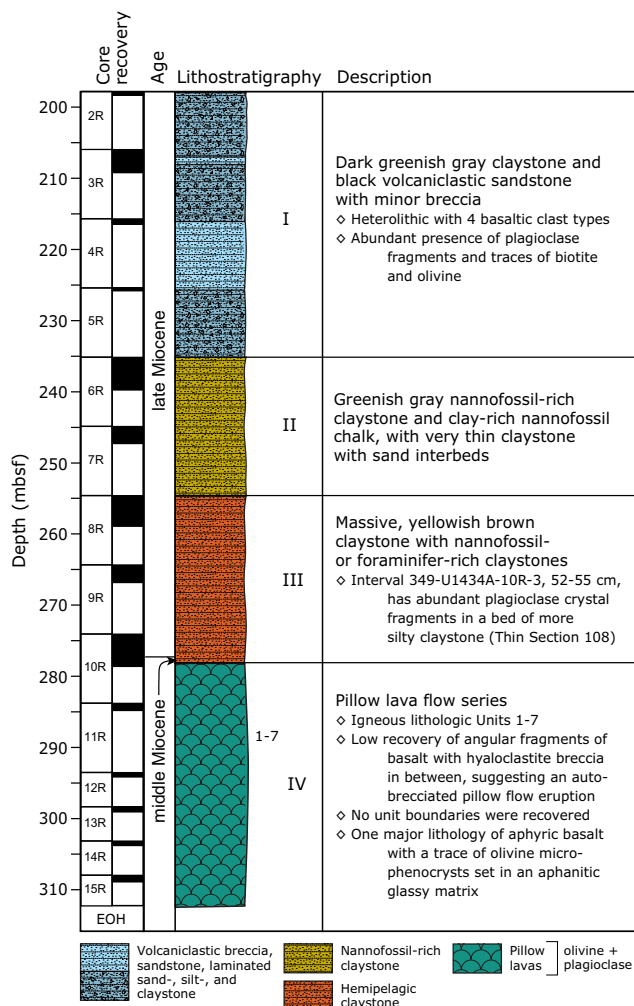 Core
recovery
Age
Lithostratigraphy
Description
Depth (mbsf)
200
210
220
230
240
250
260
270
280
290
300
310
2R
3R
4R
5R
6R
7R
8R
9R
10R
11R
12R
13R
14R
15R
EOH
late Miocene
middle Miocene
I
Dark greenish gray claystone and
black volcaniclastic sandstone
with minor breccia
◊ Heterolithic with 4 basaltic clast types
◊ Abundant presence of plagioclase
fragments and traces of biotite
and olivine
II
Greenish gray nannofossil-rich
claystone and clay-rich nannofossil
chalk, with very thin claystone
with sand interbeds
III
Massive, yellowish brown
claystone with nannofossil-
or foraminifer-rich claystones
◊ Interval 349-U1434A-10R-3, 52-55 cm,
has abundant plagioclase crystal
fragments in a bed of more
silty claystone (Thin Section 108)
1-7
IV
Pillow lava flow series
◊ Igneous lithologic Units 1-7
◊ Low recovery of angular fragments of
basalt with hyaloclastite breccia
in between, suggesting an auto-
brecciated pillow flow eruption
◊ No unit boundaries were recovered
◊ One major lithology of aphyric basalt
with a trace of olivine micro-
phenocrysts set in an aphanitic
glassy matrix
Volcaniclastic breccia,
sandstone, laminated
sand-, silt-, and
claystone
Nannofossil-rich
claystone
Hemipelagic
claystone
Pillow
lavas
olivine +
plagioclase